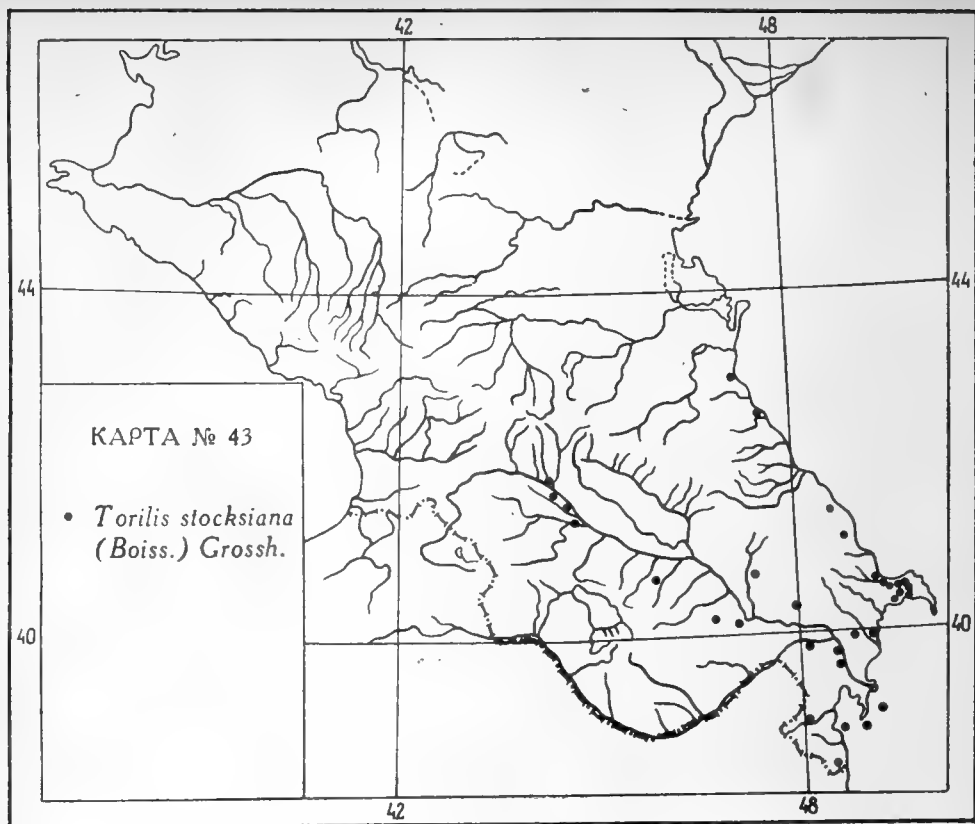 42 48
44 44
КАРТА № 43
• Torilis stocksiana
(Boiss.) Grossh.
40 40
42 48